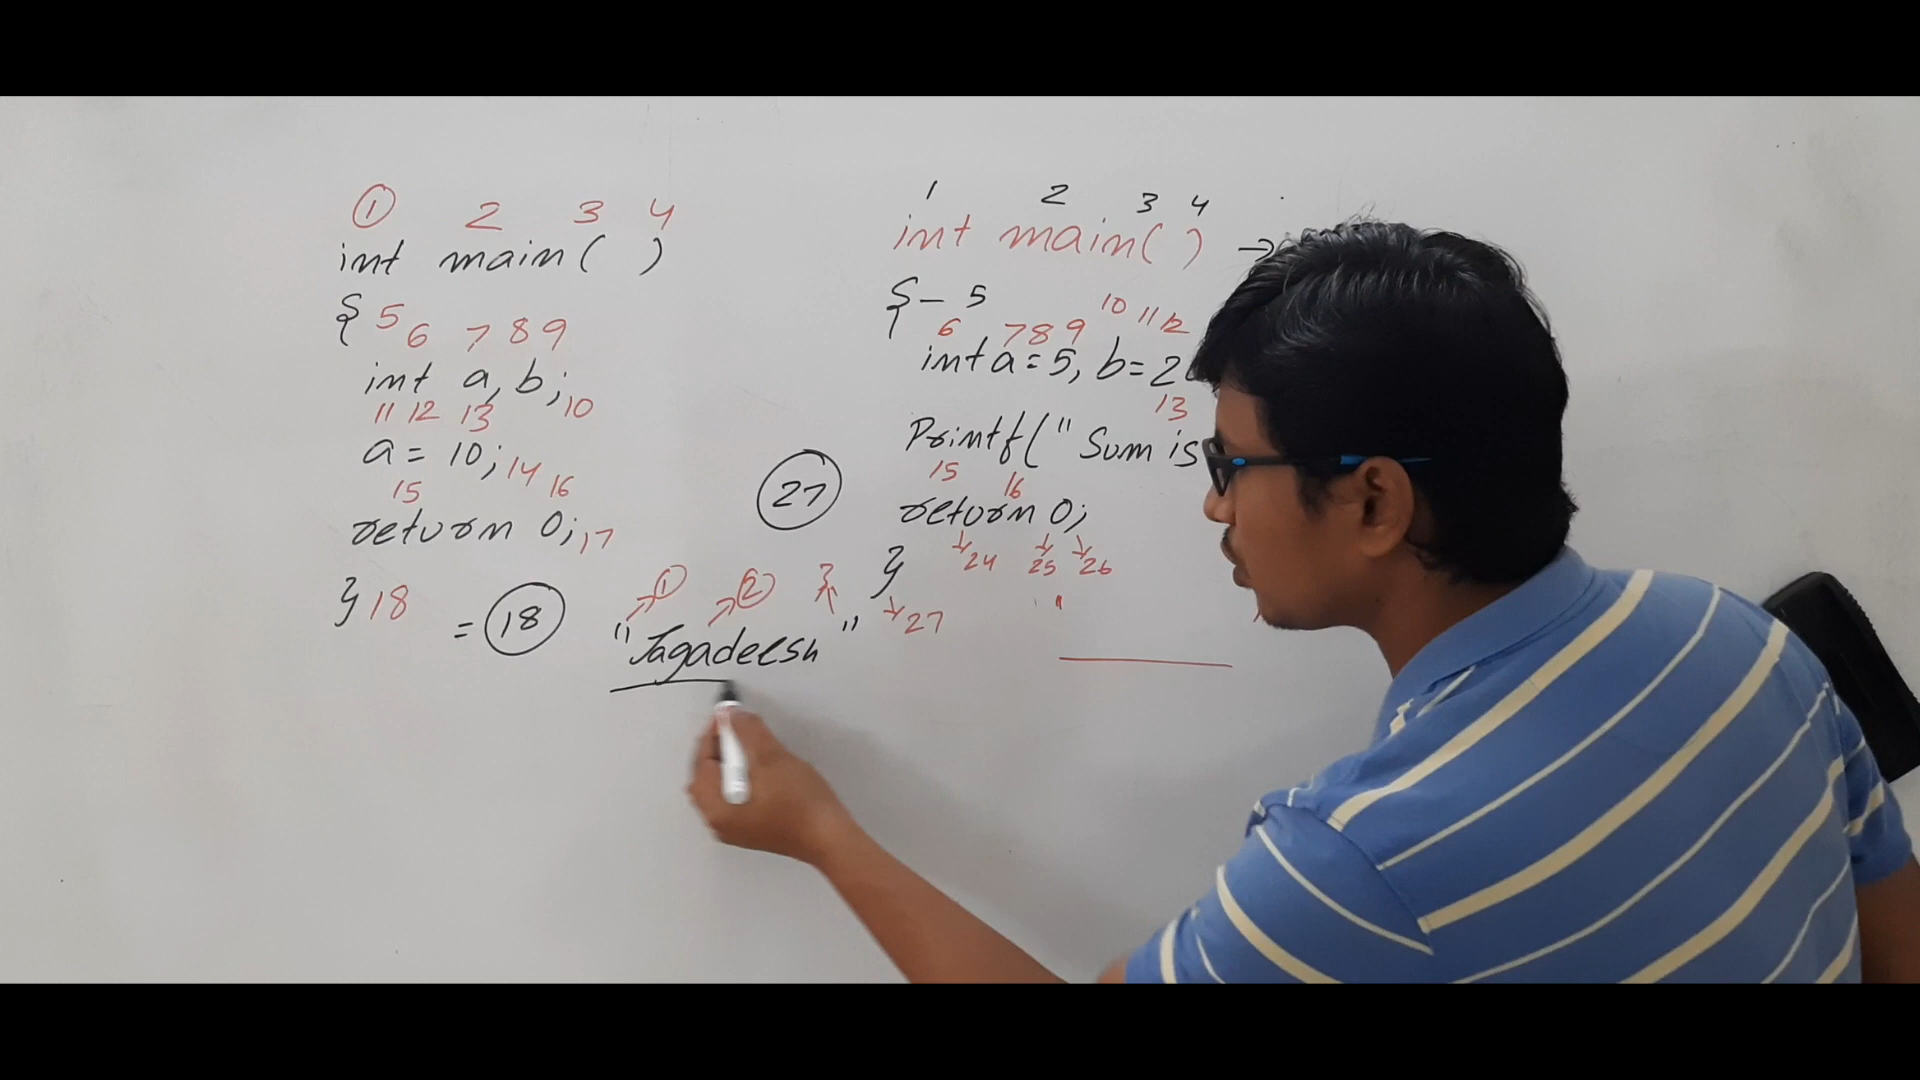 ① 2 3 4
int main( )
{ 5 6 7 8 9
int a, b; 10
11 12 13
a = 10; 14
15 16
return 0; 17
} 18
= 18
1 2 3 4
int main( ) →
{ - 5
6 7 8 9 10 11 12
int a = 5, b = 2
13
Printf(" Sum is
15 16
return 0;
24 25 26
} 27
27
① ② 3
"Jagadeesh"